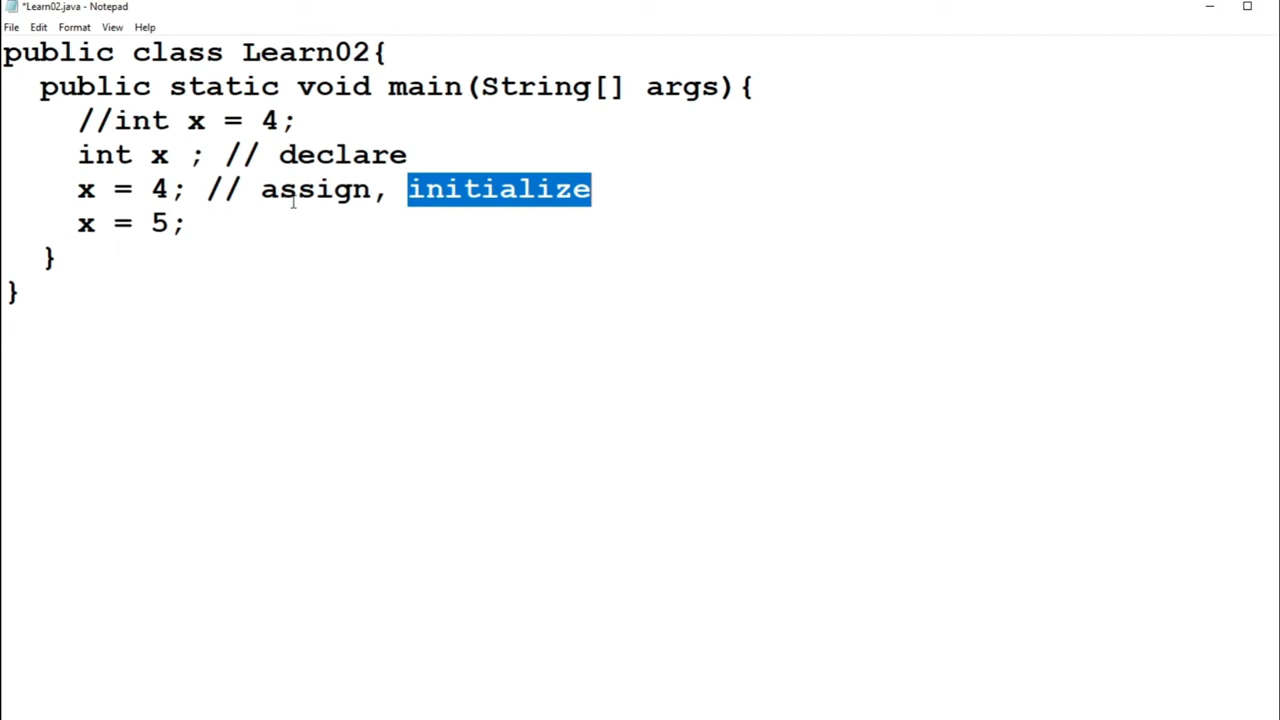 *Learn02.java - Notepad
File Edit Format View Help
public class Learn02{
  public static void main(String[] args){
    //int x = 4;
    int x ; // declare
    x = 4; // assign, initialize
    x = 5;
  }
}